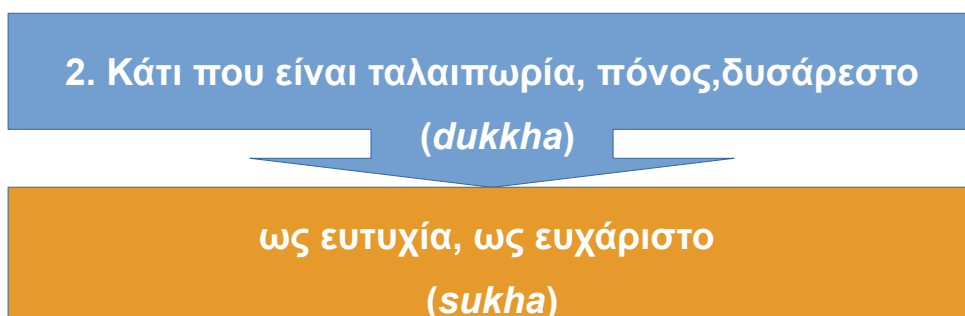 2. Κάτι που είναι ταλαιπωρία, πόνος,δυσάρεστο
(dukkha)
ως ευτυχία, ως ευχάριστο
(sukha)